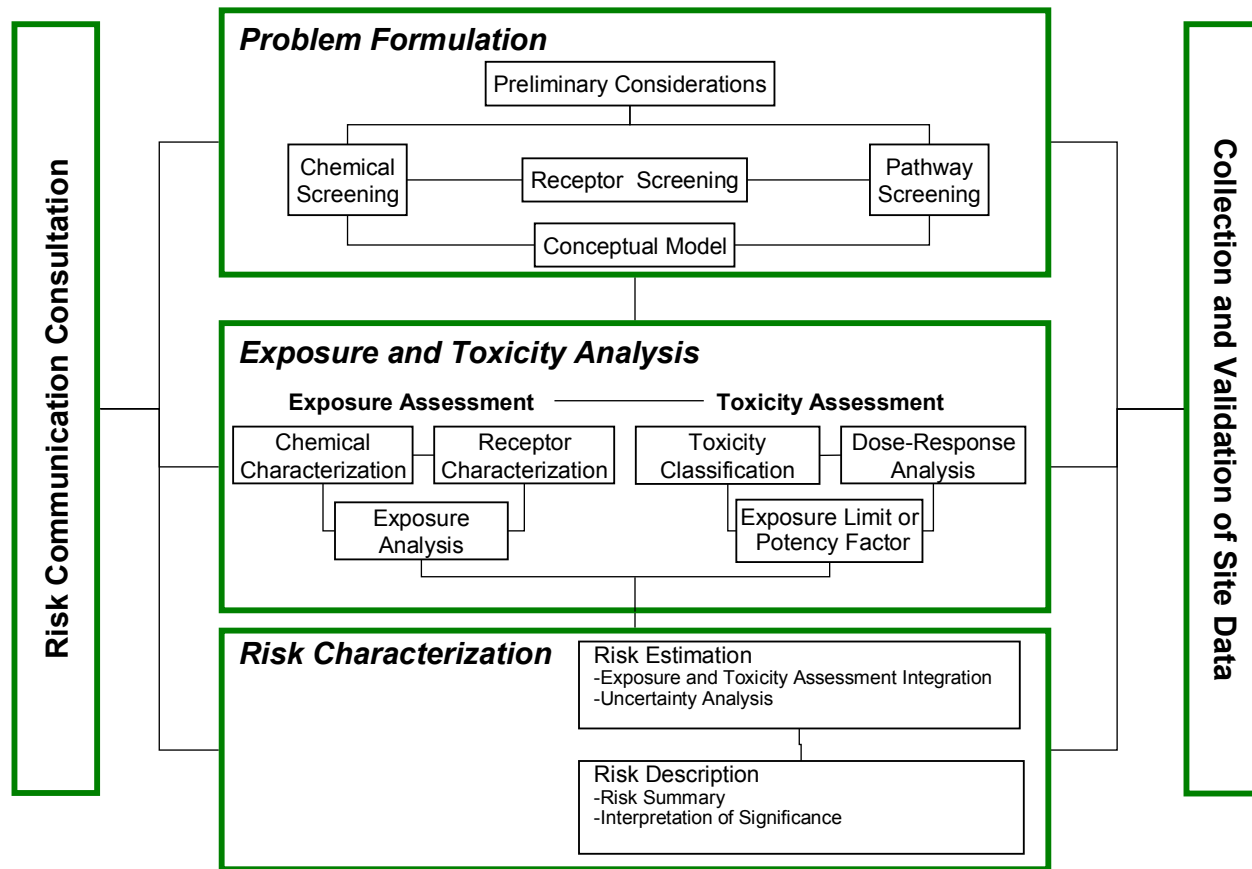 Risk Communication Consultation
Problem Formulation
Preliminary Considerations
Chemical
Screening
Receptor Screening
Pathway
Screening
Conceptual Model
Exposure and Toxicity Analysis
Exposure Assessment
Toxicity Assessment
Chemical
Characterization
Receptor
Characterization
Toxicity
Classification
Dose-Response
Analysis
Exposure
Analysis
Exposure Limit or
Potency Factor
Risk Characterization
Risk Estimation
-Exposure and Toxicity Assessment Integration
-Uncertainty Analysis
Risk Description
-Risk Summary
-Interpretation of Significance
Collection and Validation of Site Data